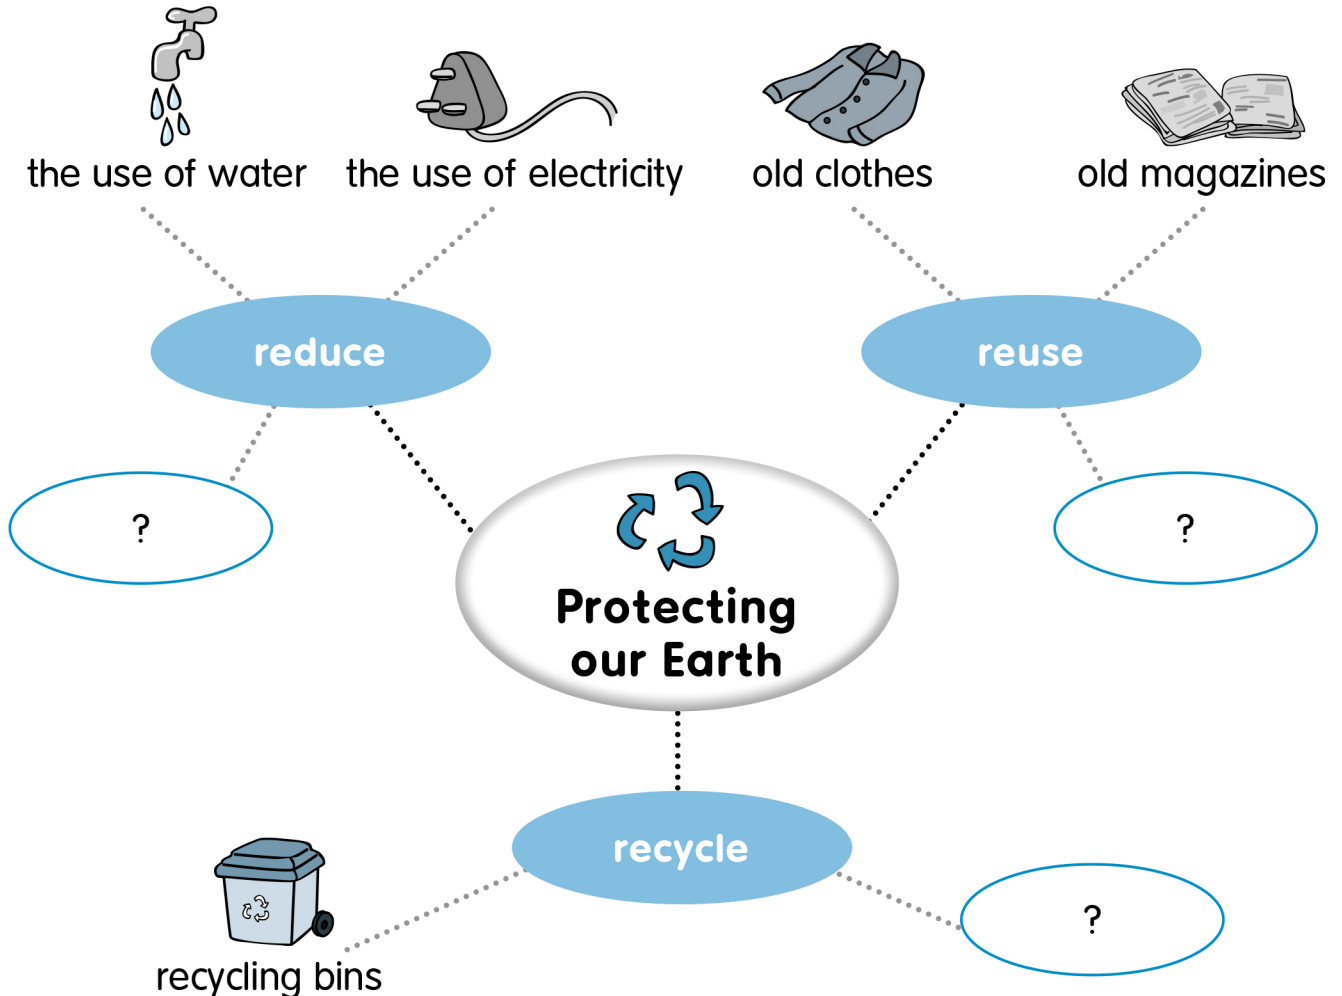 the use of water
the use of electricity
old clothes
old magazines
reduce
reuse
?
?
Protecting
our Earth
recycle
?
recycling bins